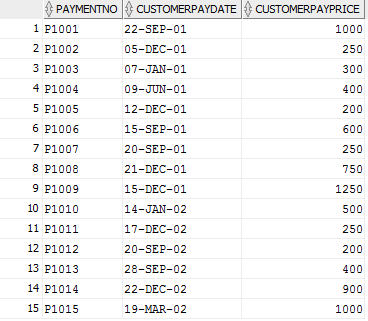 PAYMENTNO CUSTOMERPAYDATE CUSTOMERPAYPRICE
1 P1001 22-SEP-01 1000
2 P1002 05-DEC-01 250
3 P1003 07-JAN-01 300
4 P1004 09-JUN-01 400
5 P1005 12-DEC-01 200
6 P1006 15-SEP-01 600
7 P1007 20-SEP-01 250
8 P1008 21-DEC-01 750
9 P1009 15-DEC-01 1250
10 P1010 14-JAN-02 500
11 P1011 17-DEC-02 250
12 P1012 20-SEP-02 200
13 P1013 28-SEP-02 400
14 P1014 22-DEC-02 900
15 P1015 19-MAR-02 1000